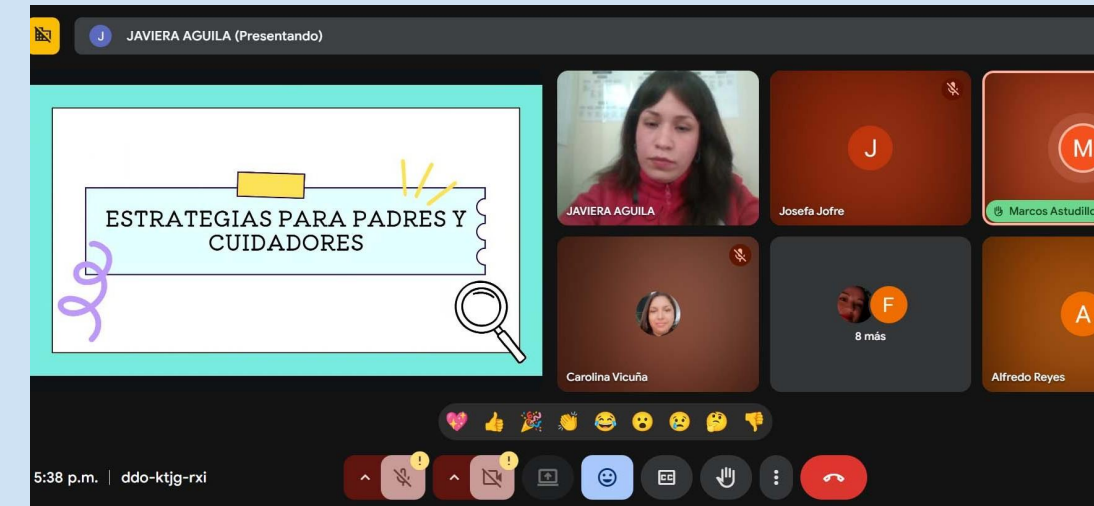 J JAVIERA AGUILA (Presentando)
ESTRATEGIAS PARA PADRES Y
CUIDADORES
JAVIERA AGUILA
J
Josefa Jofre
M
Marcos Astudillo
Carolina Vicuña
F
8 más
A
Alfredo Reyes
5:38 p.m. | ddo-ktjg-rxi